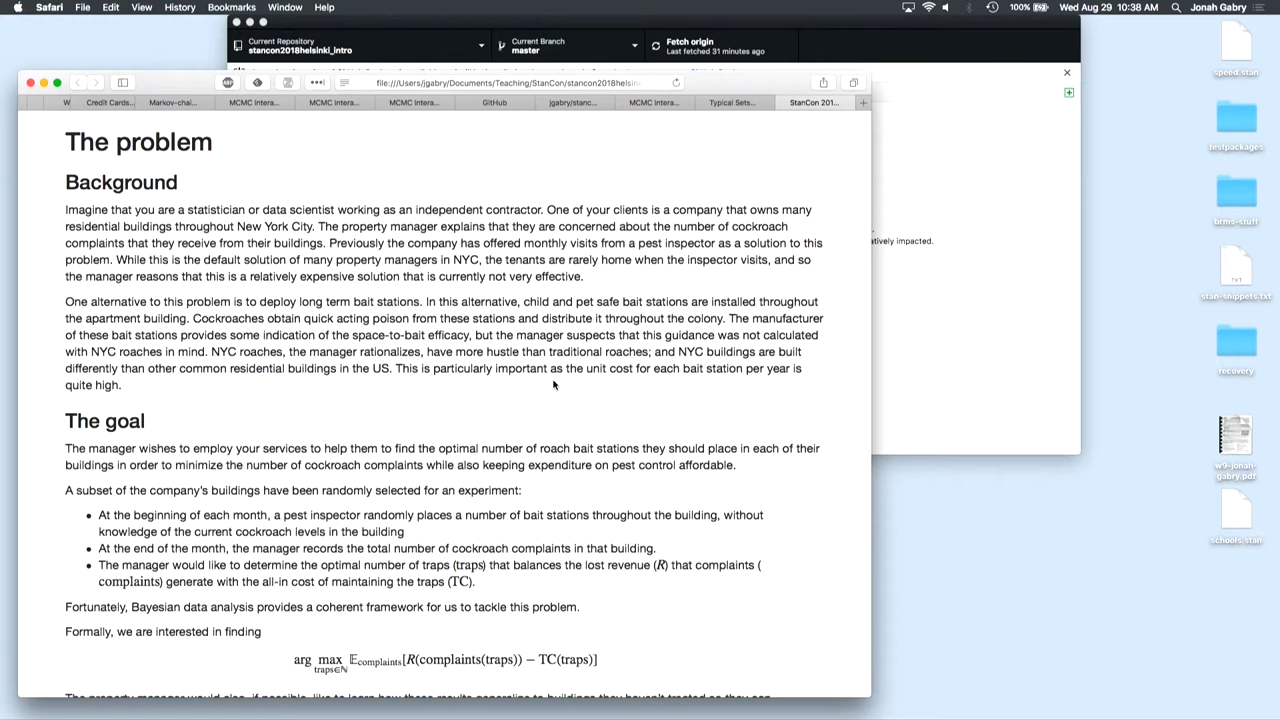 Safari File Edit View History Bookmarks Window Help 100% Wed Aug 29 10:38 AM Jonah Gabry
Current Repository
stancon2018helsinki_intro
Current Branch
master
Fetch origin
Last fetched 31 minutes ago
file:///Users/jgabry/Documents/Teaching/StanCon/stancon2018helsin
W Credit Cards... Markov-chai... MCMC Intera... MCMC Intera... MCMC Intera... GitHub jgabry/stanc... MCMC Intera... Typical Sets... StanCon 201...
The problem
Background
Imagine that you are a statistician or data scientist working as an independent contractor. One of your clients is a company that owns many
residential buildings throughout New York City. The property manager explains that they are concerned about the number of cockroach
complaints that they receive from their buildings. Previously the company has offered monthly visits from a pest inspector as a solution to this
problem. While this is the default solution of many property managers in NYC, the tenants are rarely home when the inspector visits, and so
the manager reasons that this is a relatively expensive solution that is currently not very effective.
One alternative to this problem is to deploy long term bait stations. In this alternative, child and pet safe bait stations are installed throughout
the apartment building. Cockroaches obtain quick acting poison from these stations and distribute it throughout the colony. The manufacturer
of these bait stations provides some indication of the space-to-bait efficacy, but the manager suspects that this guidance was not calculated
with NYC roaches in mind. NYC roaches, the manager rationalizes, have more hustle than traditional roaches; and NYC buildings are built
differently than other common residential buildings in the US. This is particularly important as the unit cost for each bait station per year is
quite high.
The goal
The manager wishes to employ your services to help them to find the optimal number of roach bait stations they should place in each of their
buildings in order to minimize the number of cockroach complaints while also keeping expenditure on pest control affordable.
A subset of the company's buildings have been randomly selected for an experiment:
• At the beginning of each month, a pest inspector randomly places a number of bait stations throughout the building, without
knowledge of the current cockroach levels in the building
• At the end of the month, the manager records the total number of cockroach complaints in that building.
• The manager would like to determine the optimal number of traps (traps) that balances the lost revenue (R) that complaints (
complaints) generate with the all-in cost of maintaining the traps (TC).
Fortunately, Bayesian data analysis provides a coherent framework for us to tackle this problem.
Formally, we are interested in finding
arg max traps∈ℕ 𝔼complaints[R(complaints(traps)) − TC(traps)]
atively impacted.
speed.stan
testpackages
brms-stuff
TXT
stan-snippets.txt
recovery
w9-jonah-
gabry.pdf
schools.stan